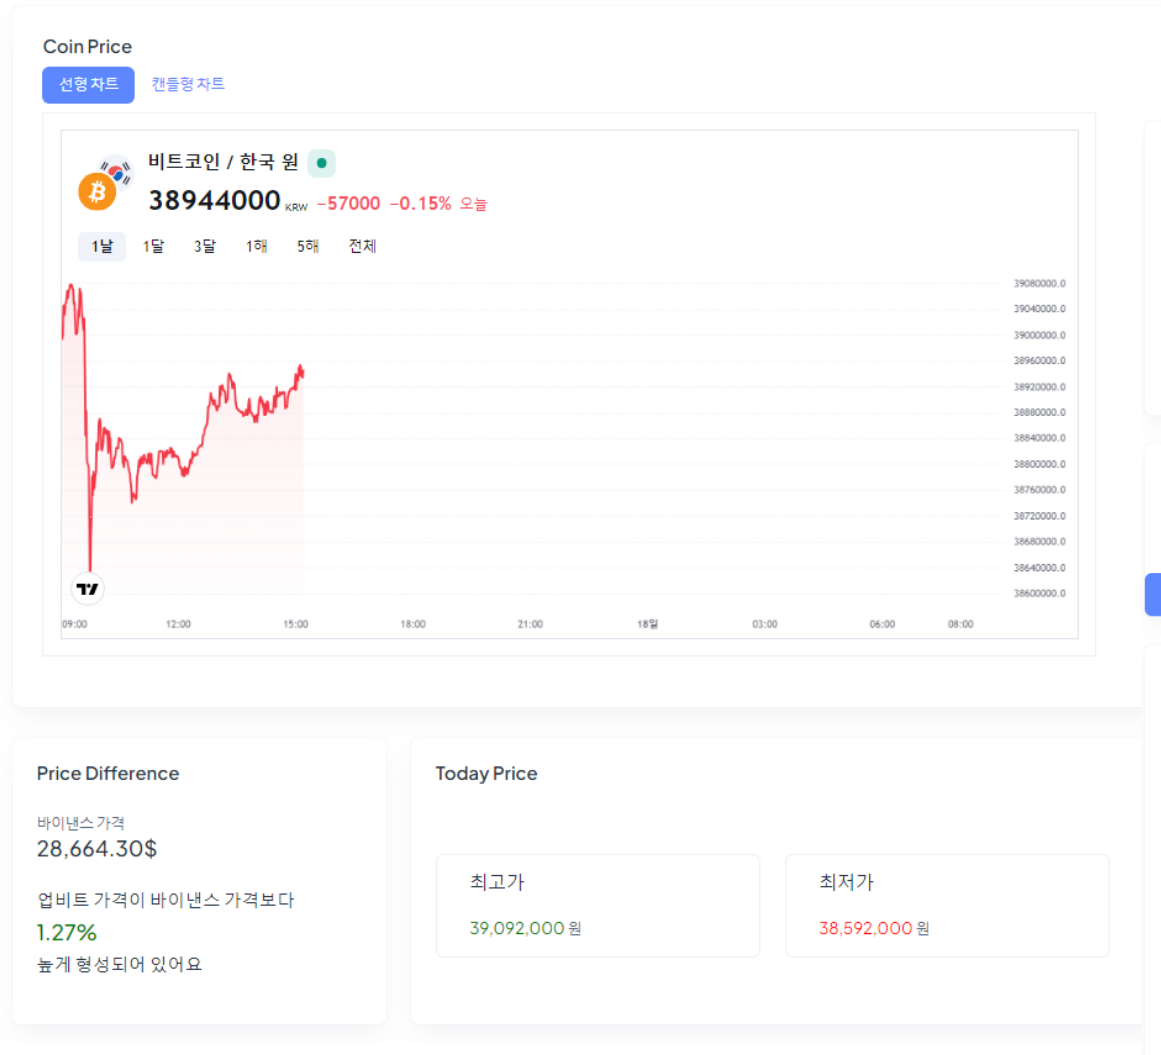 Coin Price
선형 차트 캔들형 차트
비트코인 / 한국 원
38944000 KRW −57000 −0.15% 오늘
1날 1달 3달 1해 5해 전체
39080000.0
39040000.0
39000000.0
38960000.0
38920000.0
38880000.0
38840000.0
38800000.0
38760000.0
38720000.0
38680000.0
38640000.0
38600000.0
09:00 12:00 15:00 18:00 21:00 18일 03:00 06:00 08:00
Price Difference
바이낸스 가격
28,664.30$
업비트 가격이 바이낸스 가격보다
1.27%
높게 형성되어 있어요
Today Price
최고가
39,092,000 원
최저가
38,592,000 원